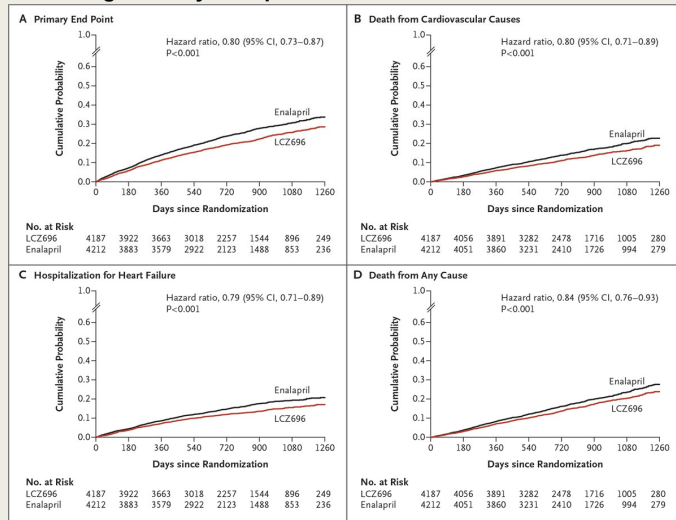 A Primary End Point
Hazard ratio, 0.80 (95% CI, 0.73–0.87)
P<0.001
Cumulative Probability
1.0
0.6
0.5
0.4
0.3
0.2
0.1
0.0
Enalapril
LCZ696
0 180 360 540 720 900 1080 1260
Days since Randomization
No. at Risk
LCZ696 4187 3922 3663 3018 2257 1544 896 249
Enalapril 4212 3883 3579 2922 2123 1488 853 236
B Death from Cardiovascular Causes
Hazard ratio, 0.80 (95% CI, 0.71–0.89)
P<0.001
Cumulative Probability
1.0
0.6
0.5
0.4
0.3
0.2
0.1
0.0
Enalapril
LCZ696
0 180 360 540 720 900 1080 1260
Days since Randomization
No. at Risk
LCZ696 4187 4056 3891 3282 2478 1716 1005 280
Enalapril 4212 4051 3860 3231 2410 1726 994 279
C Hospitalization for Heart Failure
Hazard ratio, 0.79 (95% CI, 0.71–0.89)
P<0.001
Cumulative Probability
1.0
0.6
0.5
0.4
0.3
0.2
0.1
0.0
Enalapril
LCZ696
0 180 360 540 720 900 1080 1260
Days since Randomization
No. at Risk
LCZ696 4187 3922 3663 3018 2257 1544 896 249
Enalapril 4212 3883 3579 2922 2123 1488 853 236
D Death from Any Cause
Hazard ratio, 0.84 (95% CI, 0.76–0.93)
P<0.001
Cumulative Probability
1.0
0.6
0.5
0.4
0.3
0.2
0.1
0.0
Enalapril
LCZ696
0 180 360 540 720 900 1080 1260
Days since Randomization
No. at Risk
LCZ696 4187 4056 3891 3282 2478 1716 1005 280
Enalapril 4212 4051 3860 3231 2410 1726 994 279